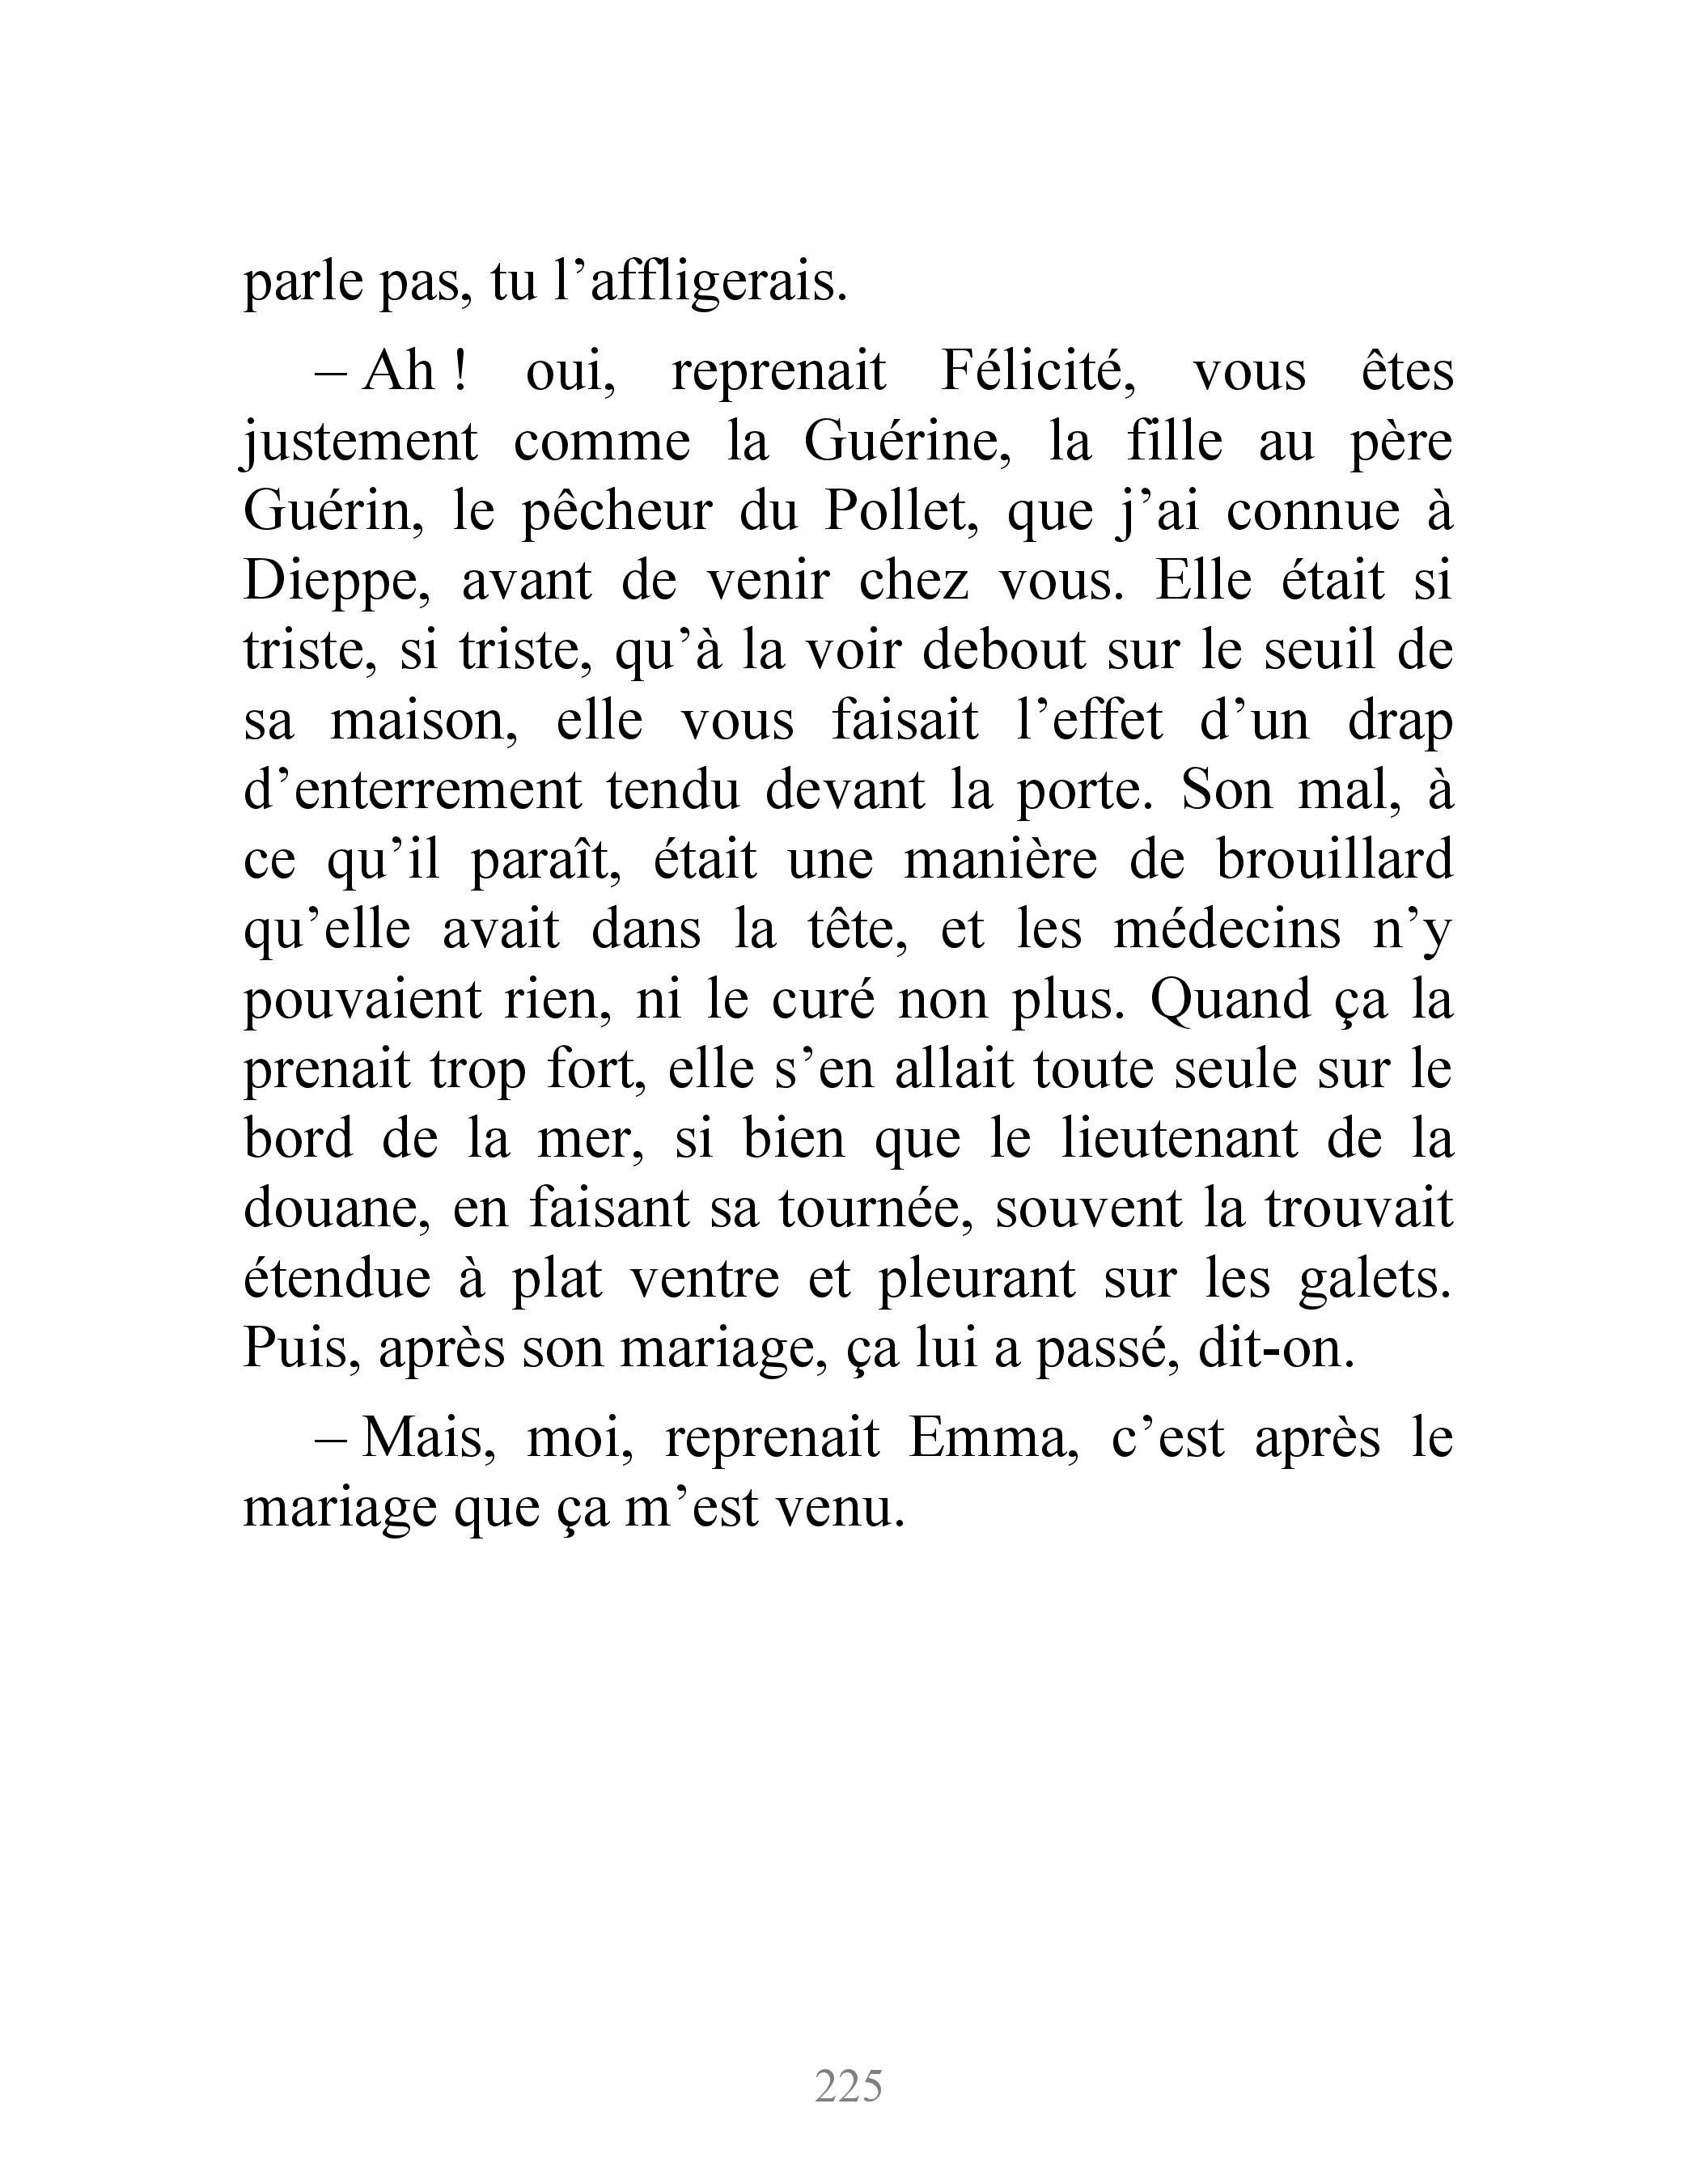 parle pas, tu l’affligerais.
– Ah ! oui, reprenait Félicité, vous êtes
justement comme la Guérine, la fille au père
Guérin, le pêcheur du Pollet, que j’ai connue à
Dieppe, avant de venir chez vous. Elle était si
triste, si triste, qu’à la voir debout sur le seuil de
sa maison, elle vous faisait l’effet d’un drap
d’enterrement tendu devant la porte. Son mal, à
ce qu’il paraît, était une manière de brouillard
qu’elle avait dans la tête, et les médecins n’y
pouvaient rien, ni le curé non plus. Quand ça la
prenait trop fort, elle s’en allait toute seule sur le
bord de la mer, si bien que le lieutenant de la
douane, en faisant sa tournée, souvent la trouvait
étendue à plat ventre et pleurant sur les galets.
Puis, après son mariage, ça lui a passé, dit-on.
– Mais, moi, reprenait Emma, c’est après le
mariage que ça m’est venu.
225